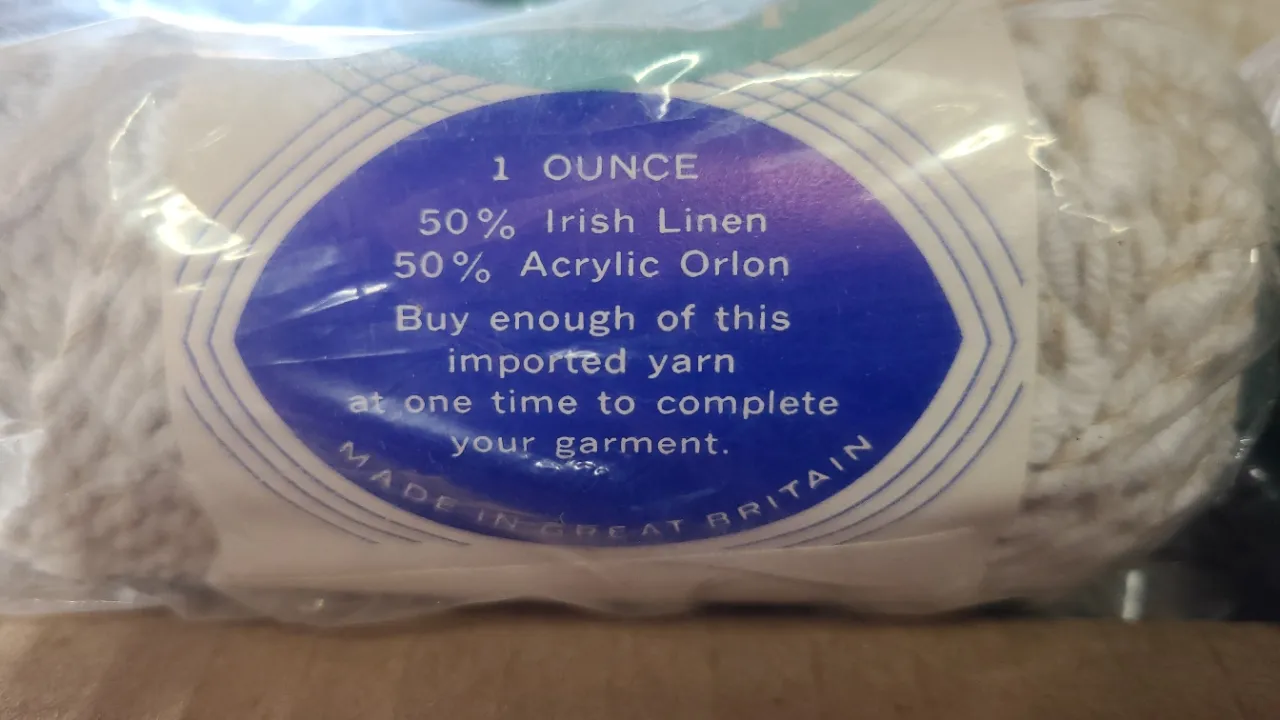 1 OUNCE
50% Irish Linen
50% Acrylic Orlon
Buy enough of this
imported yarn
at one time to complete
your garment.
MADE IN GREAT BRITAIN